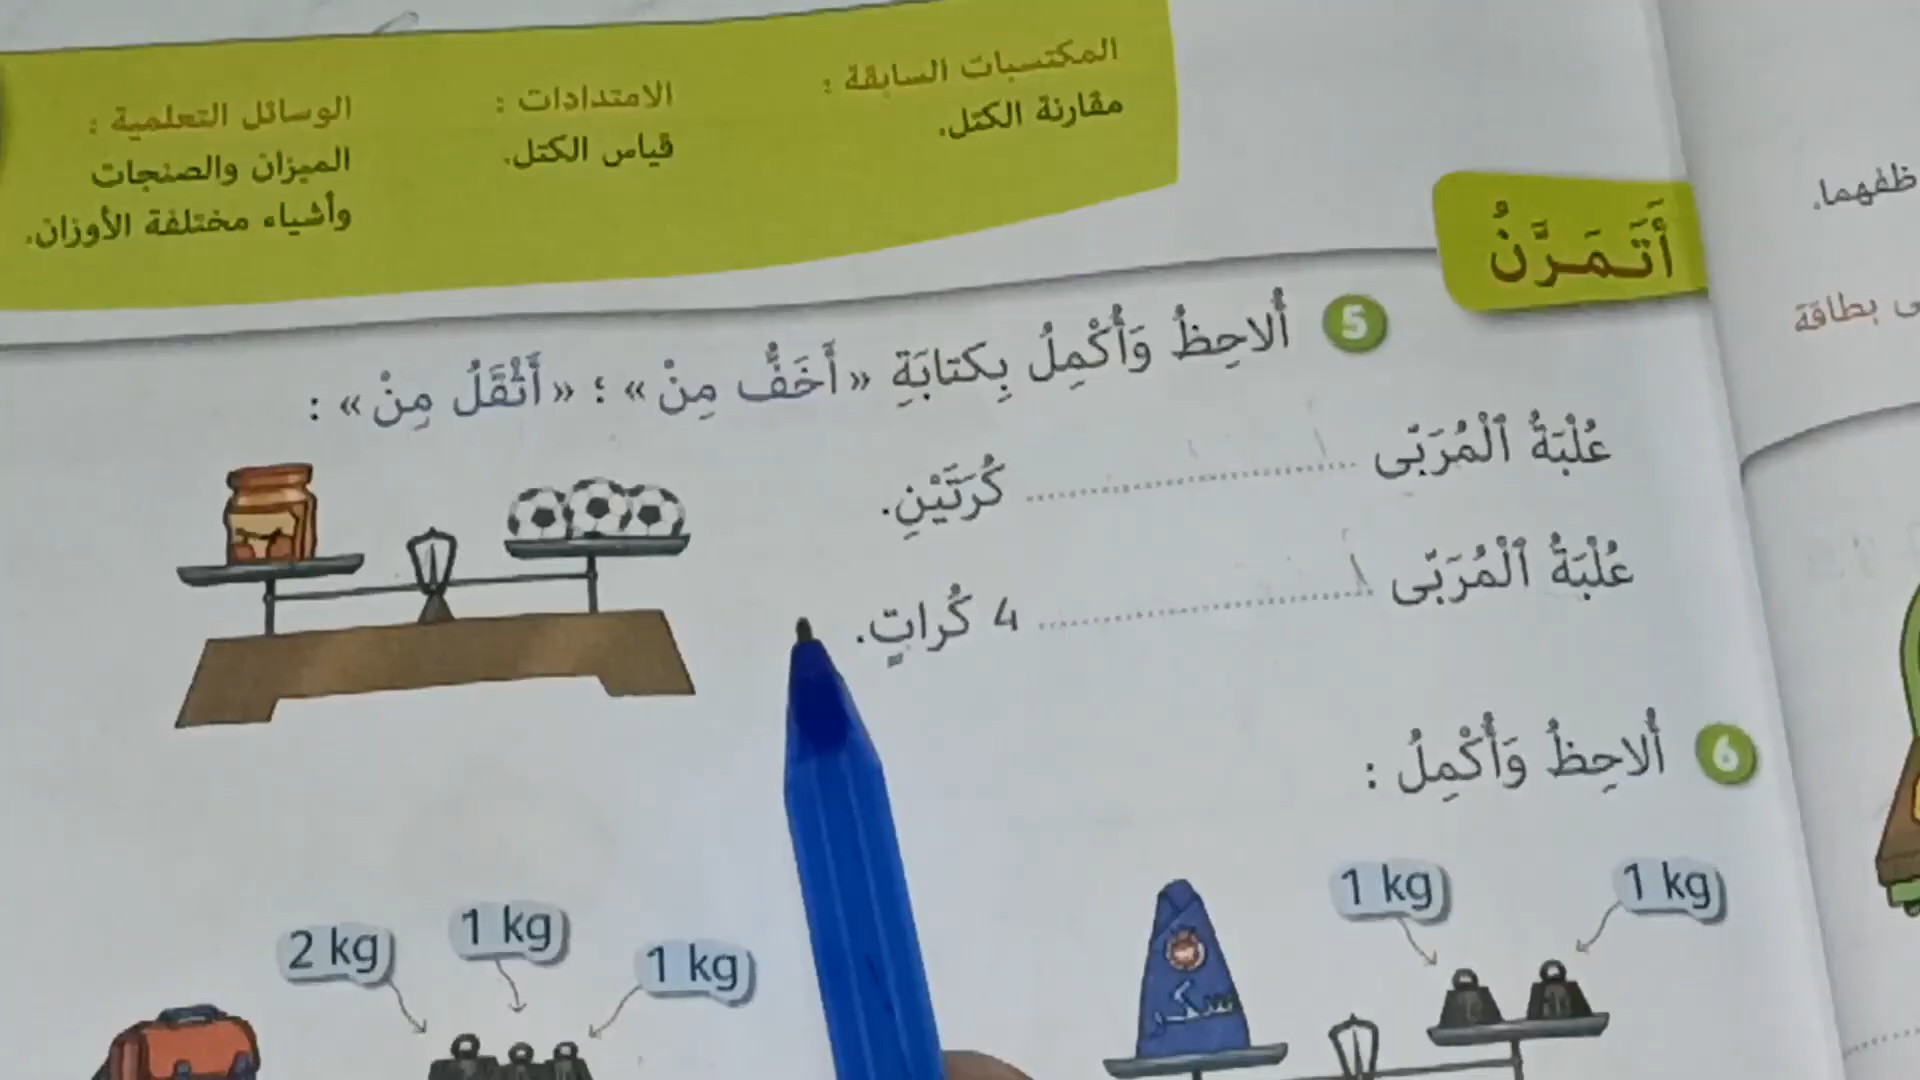 المكتسبات السابقة :
مقارنة الكتل.
الامتدادات :
قياس الكتل.
الوسائل التعلمية :
الميزان والصنجات
وأشياء مختلفة الأوزان.
أَتَمَرَّنُ
5 أُلاحِظُ وَأُكْمِلُ بِكتابَةِ «أَخَفُّ مِنْ» ؛ «أَثْقَلُ مِنْ» :
عُلْبَةُ ٱلْمُرَبّى .............. كُرَتَيْنِ.
عُلْبَةُ ٱلْمُرَبّى .............. 4 كُراتٍ.
6 أُلاحِظُ وَأُكْمِلُ :
1 kg
1 kg
سكر
1 kg
1 kg
2 kg
ظفهما.
ى بطاقة